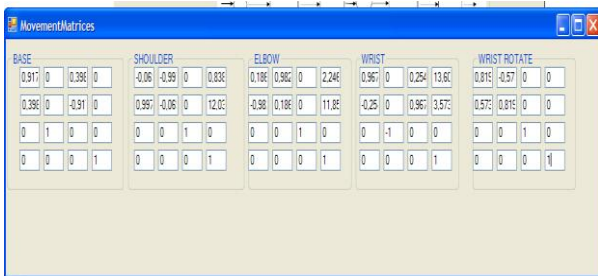 MovementMatrices
BASE SHOULDER ELBOW WRIST WRIST ROTATE
0,917 0 0,398 0 -0,06 -0,99 0 0,838 0,186 0,982 0 2,246 0,967 0 0,254 13,60 0,819 -0,57 0 0
0,398 0 -0,91 0 0,997 -0,06 0 12,03 -0,98 0,186 0 11,85 -0,25 0 0,967 3,573 0,573 0,819 0 0
0 1 0 0 0 0 1 0 0 0 1 0 0 -1 0 0 0 0 1 0
0 0 0 1 0 0 0 1 0 0 0 1 0 0 0 1 0 0 0 1